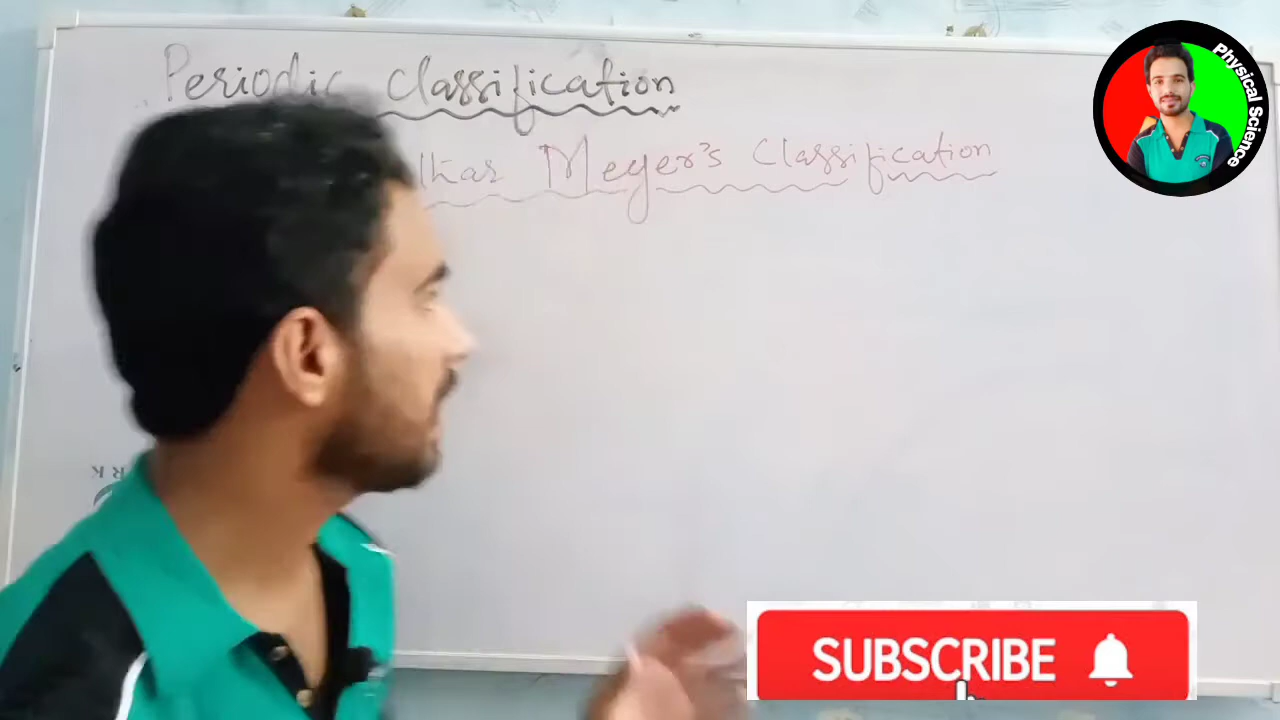 Periodic Classification
lhar Meyer's Classification
Physical Science
SUBSCRIBE